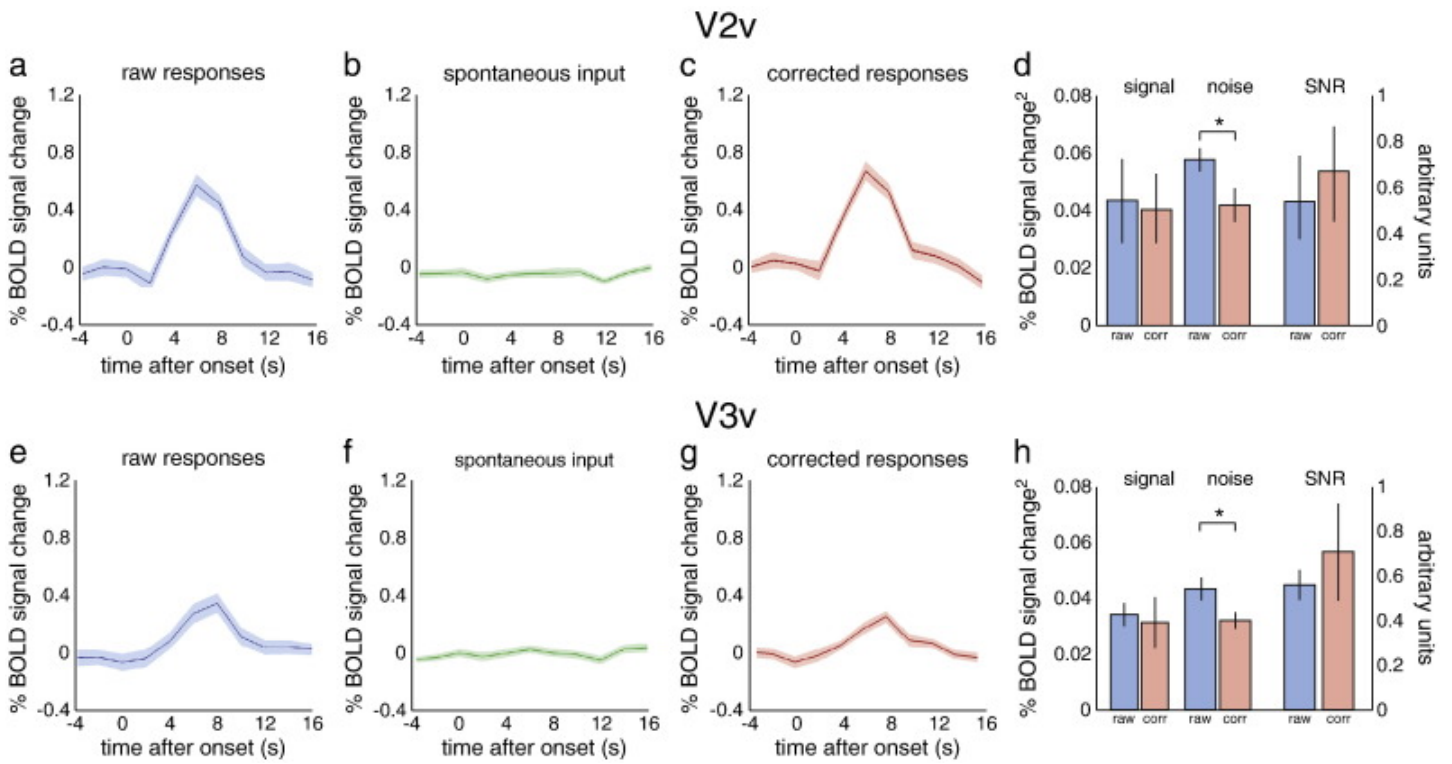 V2v
a
raw responses
% BOLD signal change
1.2
0.8
0.4
0
-0.4
-4 0 4 8 12 16
time after onset (s)
b
spontaneous input
% BOLD signal change
1.2
0.8
0.4
0
-0.4
-4 0 4 8 12 16
time after onset (s)
c
corrected responses
% BOLD signal change
1.2
0.8
0.4
0
-0.4
-4 0 4 8 12 16
time after onset (s)
d
signal noise SNR
*
% BOLD signal change²
0.08
0.06
0.04
0.02
0
raw corr raw corr raw corr
1
0.8
0.6
0.4
0.2
0
arbitrary units
V3v
e
raw responses
% BOLD signal change
1.2
0.8
0.4
0
-0.4
-4 0 4 8 12 16
time after onset (s)
f
spontaneous input
% BOLD signal change
1.2
0.8
0.4
0
-0.4
-4 0 4 8 12 16
time after onset (s)
g
corrected responses
% BOLD signal change
1.2
0.8
0.4
0
-0.4
-4 0 4 8 12 16
time after onset (s)
h
signal noise SNR
*
% BOLD signal change²
0.08
0.06
0.04
0.02
0
raw corr raw corr raw corr
1
0.8
0.6
0.4
0.2
0
arbitrary units